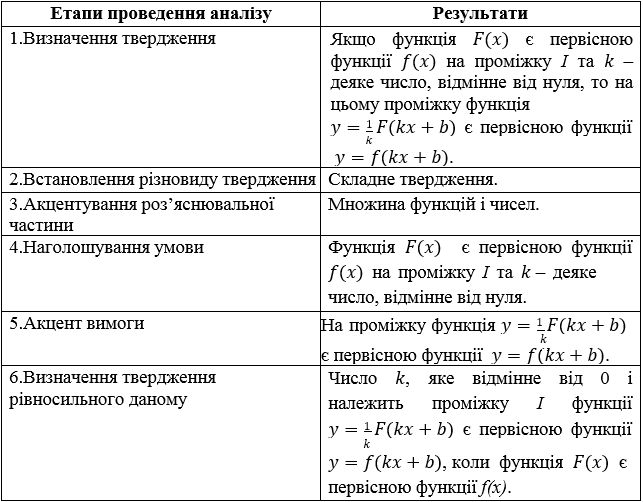 Етапи проведення аналізу	Результати
1.Визначення твердження	Якщо функція F(x) є первісною
функції f(x) на проміжку I та k –
деяке число, відмінне від нуля, то на
цьому проміжку функція
y = 1/k F(kx + b) є первісною функції
y = f(kx + b).
2.Встановлення різновиду твердження	Складне твердження.
3.Акцентування роз’яснювальної	Множина функцій і чисел.
частини
4.Наголошування умови	Функція F(x) є первісною функції
f(x) на проміжку I та k – деяке
число, відмінне від нуля.
5.Акцент вимоги	На проміжку функція y = 1/k F(kx + b)
є первісною функції y = f(kx + b).
6.Визначення твердження	Число k, яке відмінне від 0 і
рівносильного даному	належить проміжку I функції
y = 1/k F(kx + b) є первісною функції
y = f(kx + b), коли функція F(x) є
первісною функції f(x).